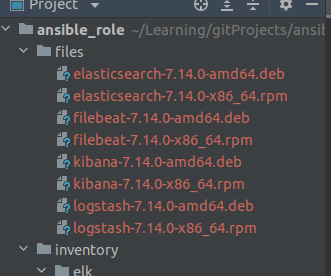 Project
ansible_role ~/Learning/gitProjects/ansi
files
elasticsearch-7.14.0-amd64.deb
elasticsearch-7.14.0-x86_64.rpm
filebeat-7.14.0-amd64.deb
filebeat-7.14.0-x86_64.rpm
kibana-7.14.0-amd64.deb
kibana-7.14.0-x86_64.rpm
logstash-7.14.0-amd64.deb
logstash-7.14.0-x86_64.rpm
inventory
elk